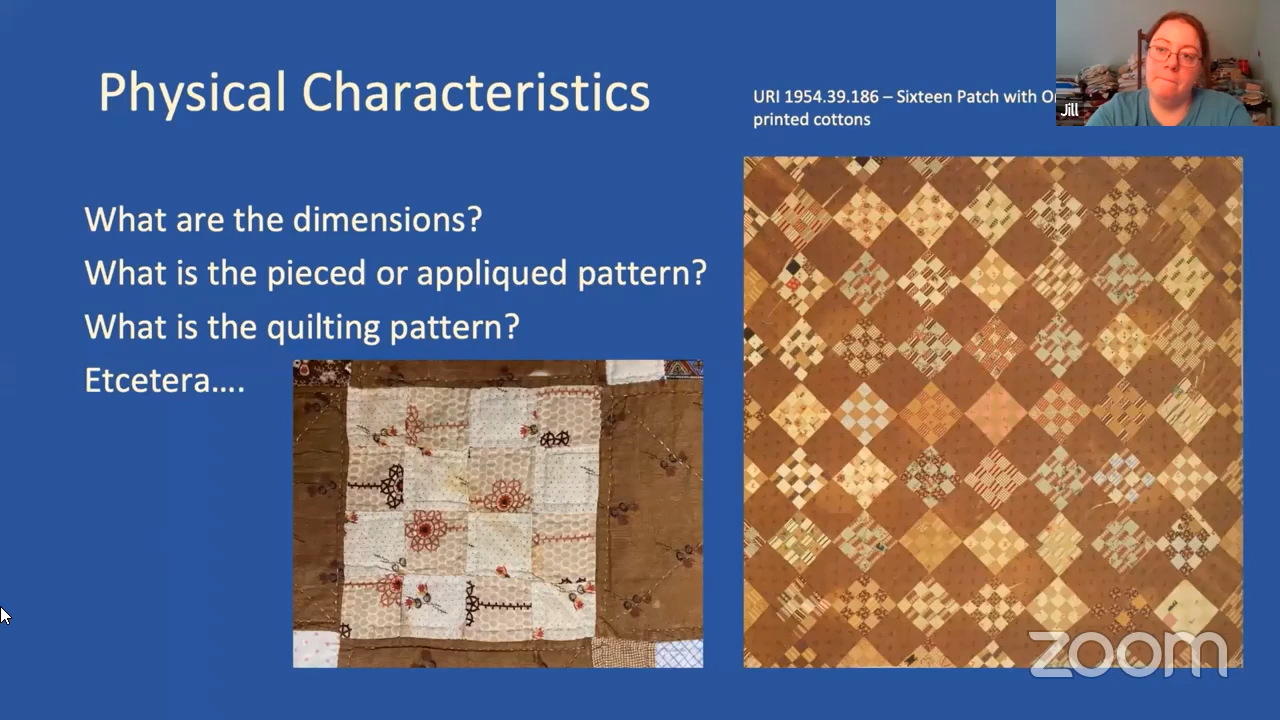 Physical Characteristics
URI 1954.39.186 – Sixteen Patch with
printed cottons
Jill
What are the dimensions?
What is the pieced or appliqued pattern?
What is the quilting pattern?
Etcetera....
zoom